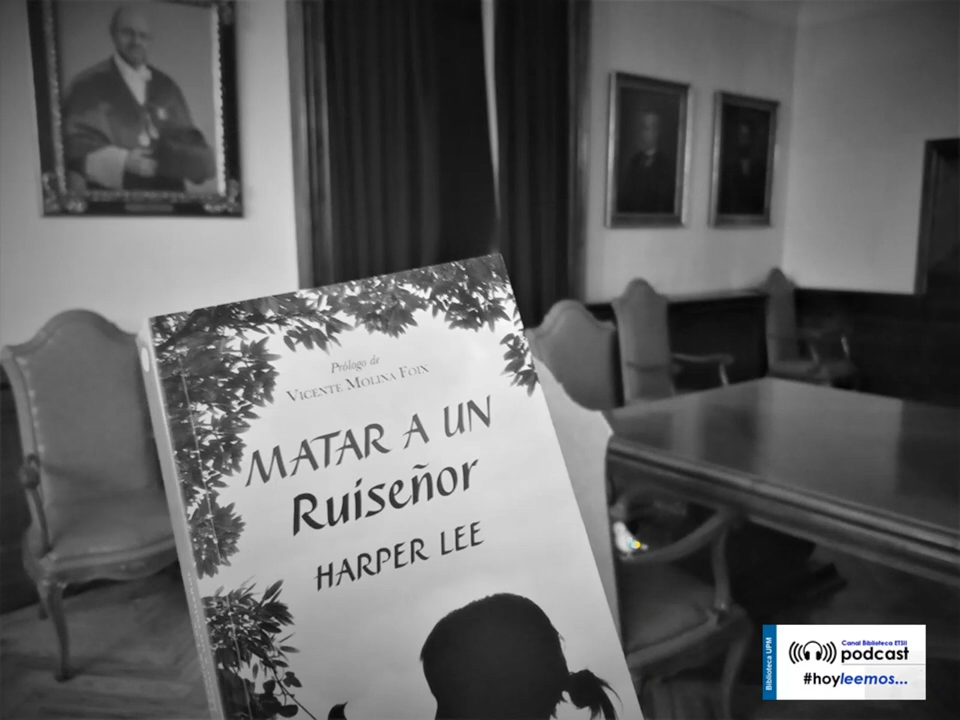 Prólogo de
Vicente Molina Foix
MATAR A UN
Ruiseñor
HARPER LEE
Biblioteca UPM
Canal Biblioteca ETSII
podcast
#hoyleemos...